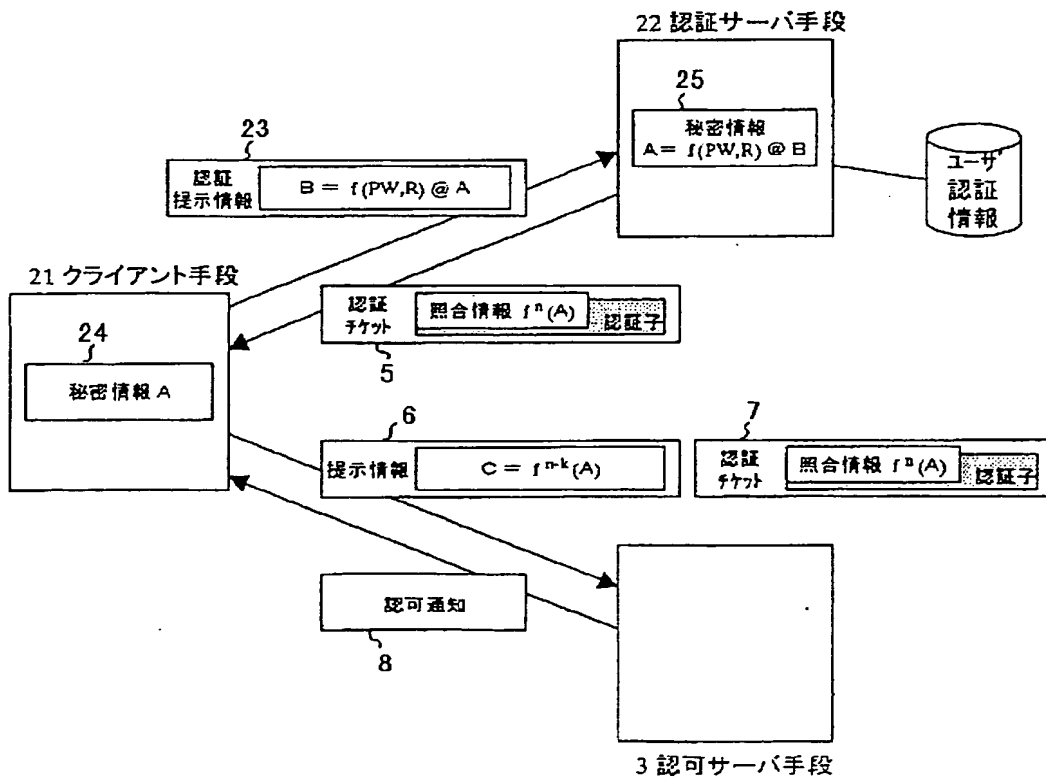 22 認証サーバ手段
25
秘密情報
A = f(PW,R) @ B
ユーザ
認証
情報
23
認証
提示情報
B = f(PW,R) @ A
21 クライアント手段
24
秘密情報 A
認証
チケット
照合情報 fⁿ(A)
認証子
5
6
提示情報
C = fⁿ⁻ᵏ(A)
7
認証
チケット
照合情報 fⁿ(A)
認証子
認可通知
8
3 認可サーバ手段